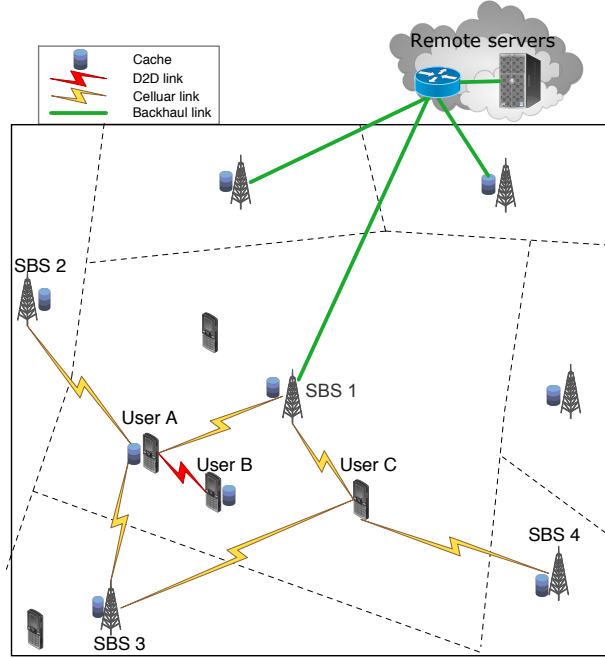 Remote servers
Cache
D2D link
Celluar link
Backhaul link
SBS 2
SBS 1
User A
User B
User C
SBS 4
SBS 3